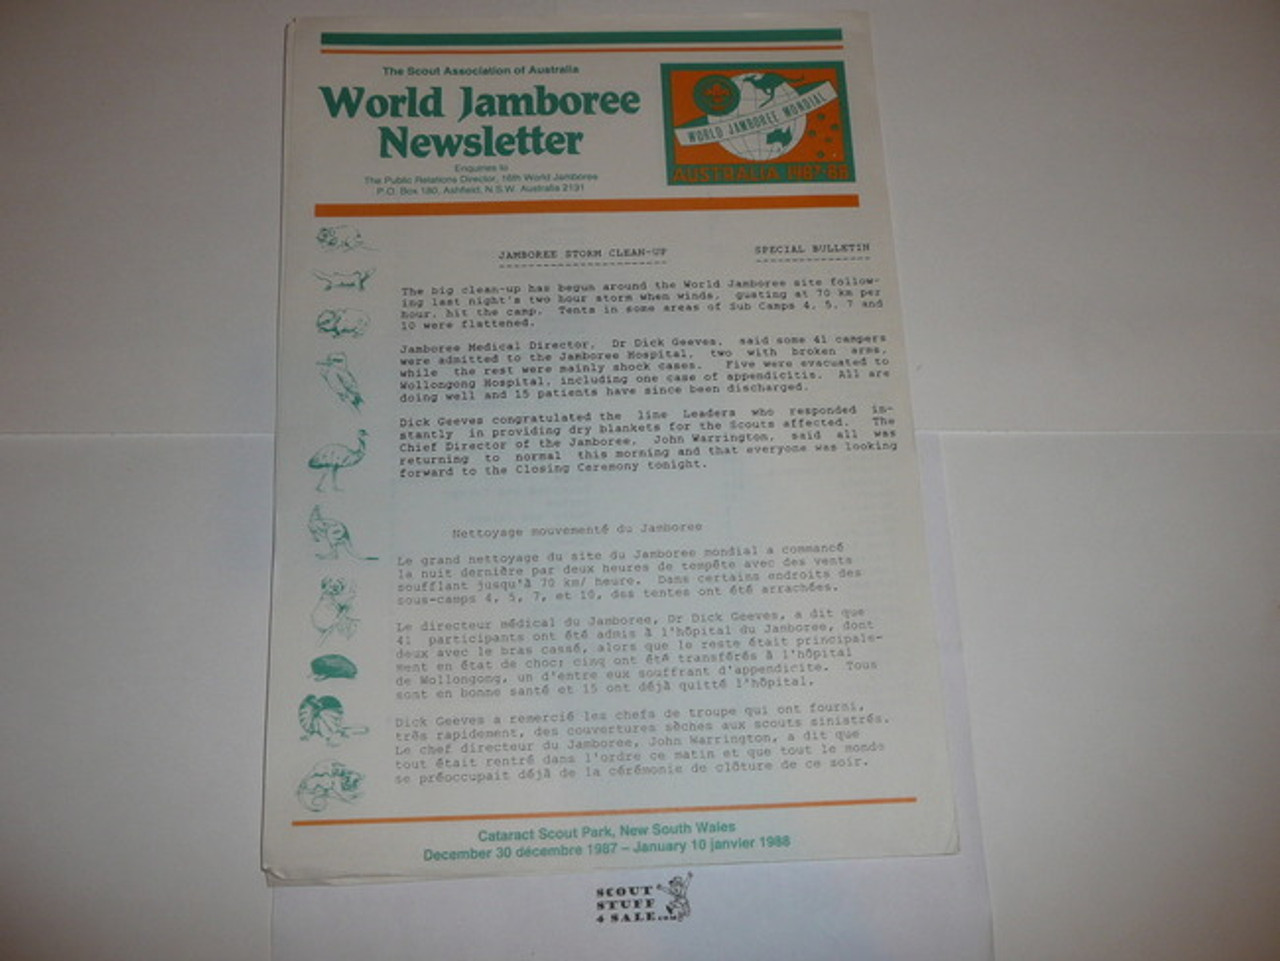 The Scout Association of Australia
World Jamboree
Newsletter
Enquiries to
The Public Relations Director, 16th World Jamboree
P.O. Box 180, Ashfield, N.S.W. Australia 2131
WORLD JAMBOREE MONDIAL
AUSTRALIA 1987-88
JAMBOREE STORM CLEAN-UP SPECIAL BULLETIN
The big clean-up has begun around the World Jamboree site follow-
ing last night's two hour storm when winds, gusting at 70 km per
hour, hit the camp. Tents in some areas of Sub Camps 4, 5, 7 and
10 were flattened.
Jamboree Medical Director, Dr Dick Geeves, said some 41 campers
were admitted to the Jamboree Hospital, two with broken arms,
while the rest were mainly shock cases. Five were evacuated to
Wollongong Hospital, including one case of appendicitis. All are
doing well and 15 patients have since been discharged.
Dick Geeves congratulated the line Leaders who responded in-
stantly in providing dry blankets for the Scouts affected. The
Chief Director of the Jamboree, John Warrington, said all was
returning to normal this morning and that everyone was looking
forward to the Closing Ceremony tonight.
Nettoyage mouvementé du Jamboree
Le grand nettoyage du site du Jamboree mondial a commancé
la nuit dernière par deux heures de tempête avec des vents
soufflant jusqu'à 70 km/ heure. Dans certains endroits des
sous-camps 4, 5, 7, et 10, des tentes ont été arrachées.
Le directeur médical du Jamboree, Dr Dick Geeves, a dit que
41 participants ont été admis à l'hôpital du Jamboree, dont
deux avec le bras cassé, alors que le reste était principale-
ment en état de choc; cinq ont été transférés à l'hôpital
de Wollongong, un d'entre eux souffrant d'appendicite. Tous
sont en bonne santé et 15 ont déjà quitté l'hôpital.
Dick Geeves a remercié les chefs de troupe qui ont fourni,
très rapidement, des couvertures sèches aux scouts sinistrés.
Le chef directeur du Jamboree, John Warrington, a dit que
tout était rentré dans l'ordre ce matin et que tout le monde
se préoccupait déjà de la cérémonie de clôture de ce soir.
Cataract Scout Park, New South Wales
December 30 décembre 1987 – January 10 janvier 1988
SCOUT
STUFF
4 SALE.com